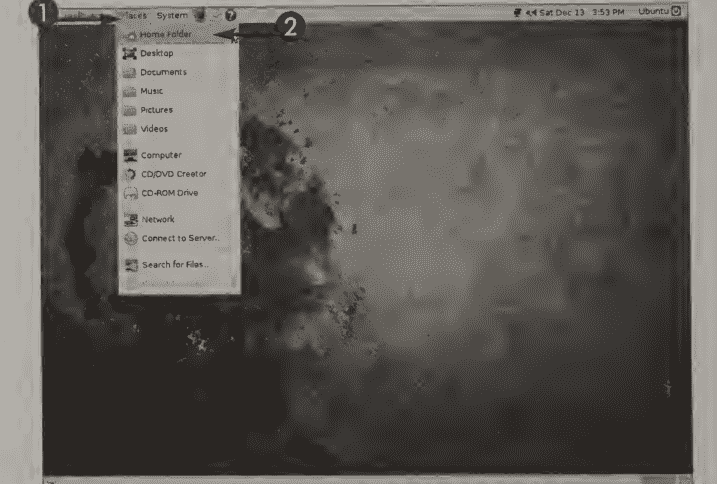 1
Places System ?
2
Sat Dec 13 3:53 PM Ubuntu
Home Folder
Desktop
Documents
Music
Pictures
Videos
Computer
CD/DVD Creator
CD-ROM Drive
Network
Connect to Server..
Search for Files..